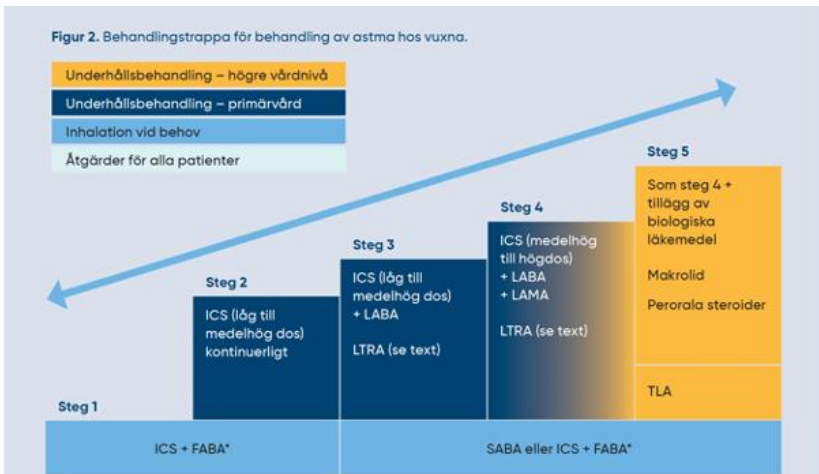 Figur 2. Behandlingstrappa för behandling av astma hos vuxna.
Underhållsbehandling – högre vårdnivå
Underhållsbehandling – primärvård
Inhalation vid behov
Åtgärder för alla patienter
Steg 1
Steg 2
ICS (låg till
medelhög dos)
kontinuerligt
Steg 3
ICS (låg till
medelhög dos)
+ LABA
LTRA (se text)
Steg 4
ICS (medelhög
till högdos)
+ LABA
+ LAMA
LTRA (se text)
Steg 5
Som steg 4 +
tillägg av
biologiska
läkemedel
Makrolid
Perorala steroider
TLA
ICS + FABA*
SABA eller ICS + FABA*